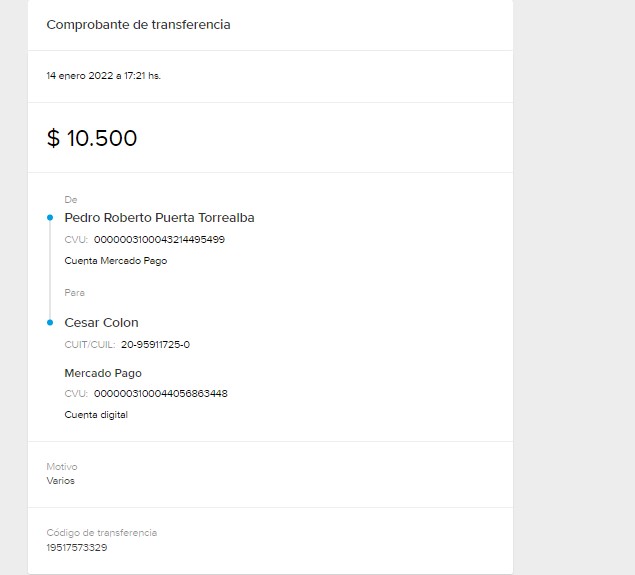 Comprobante de transferencia
14 enero 2022 a 17:21 hs.
$ 10.500
De
Pedro Roberto Puerta Torrealba
CVU: 0000003100043214495499
Cuenta Mercado Pago
Para
Cesar Colon
CUIT/CUIL: 20-95911725-0
Mercado Pago
CVU: 0000003100044056863448
Cuenta digital
Motivo
Varios
Código de transferencia
19517573329